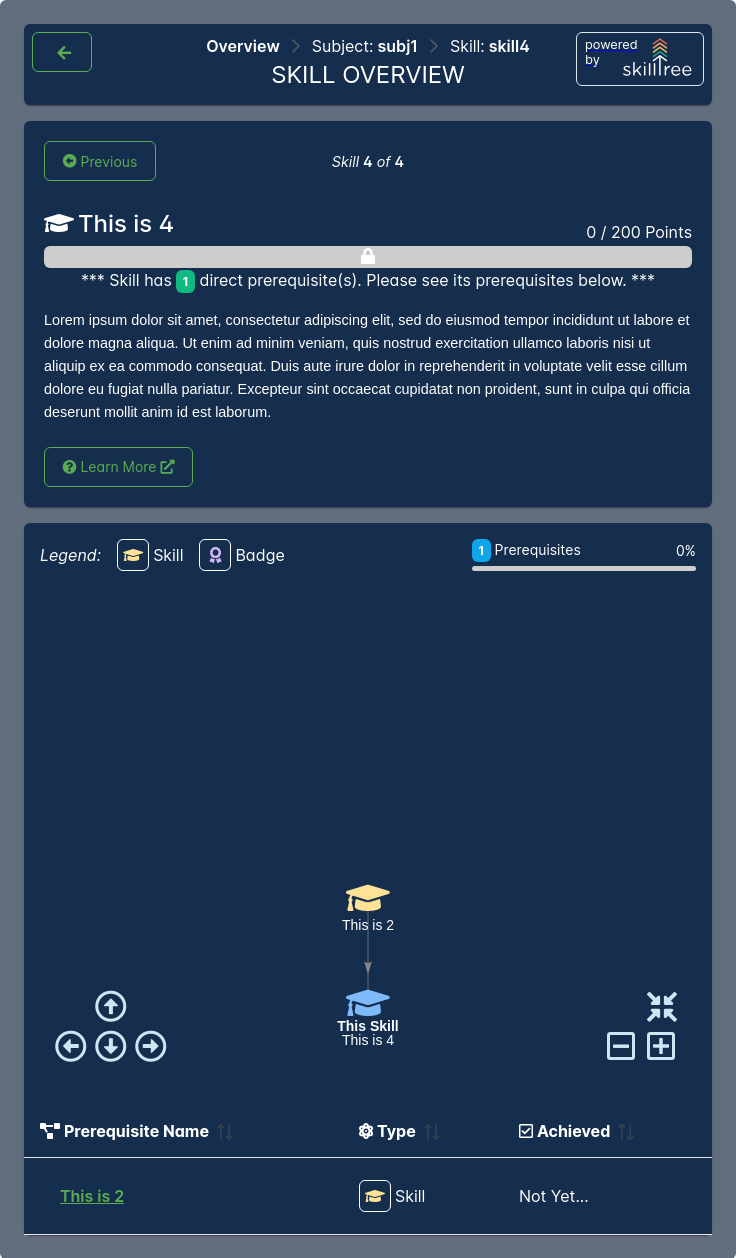 Overview Subject: subj1 Skill: skill4
SKILL OVERVIEW
powered
by
skilltree
Previous
Skill 4 of 4
This is 4
0 / 200 Points
*** Skill has 1 direct prerequisite(s). Please see its prerequisites below. ***
Lorem ipsum dolor sit amet, consectetur adipiscing elit, sed do eiusmod tempor incididunt ut labore et
dolore magna aliqua. Ut enim ad minim veniam, quis nostrud exercitation ullamco laboris nisi ut
aliquip ex ea commodo consequat. Duis aute irure dolor in reprehenderit in voluptate velit esse cillum
dolore eu fugiat nulla pariatur. Excepteur sint occaecat cupidatat non proident, sunt in culpa qui officia
deserunt mollit anim id est laborum.
Learn More
Legend: Skill Badge
1 Prerequisites 0%
This is 2
This Skill
This is 4
Prerequisite Name Type Achieved
This is 2 Skill Not Yet...